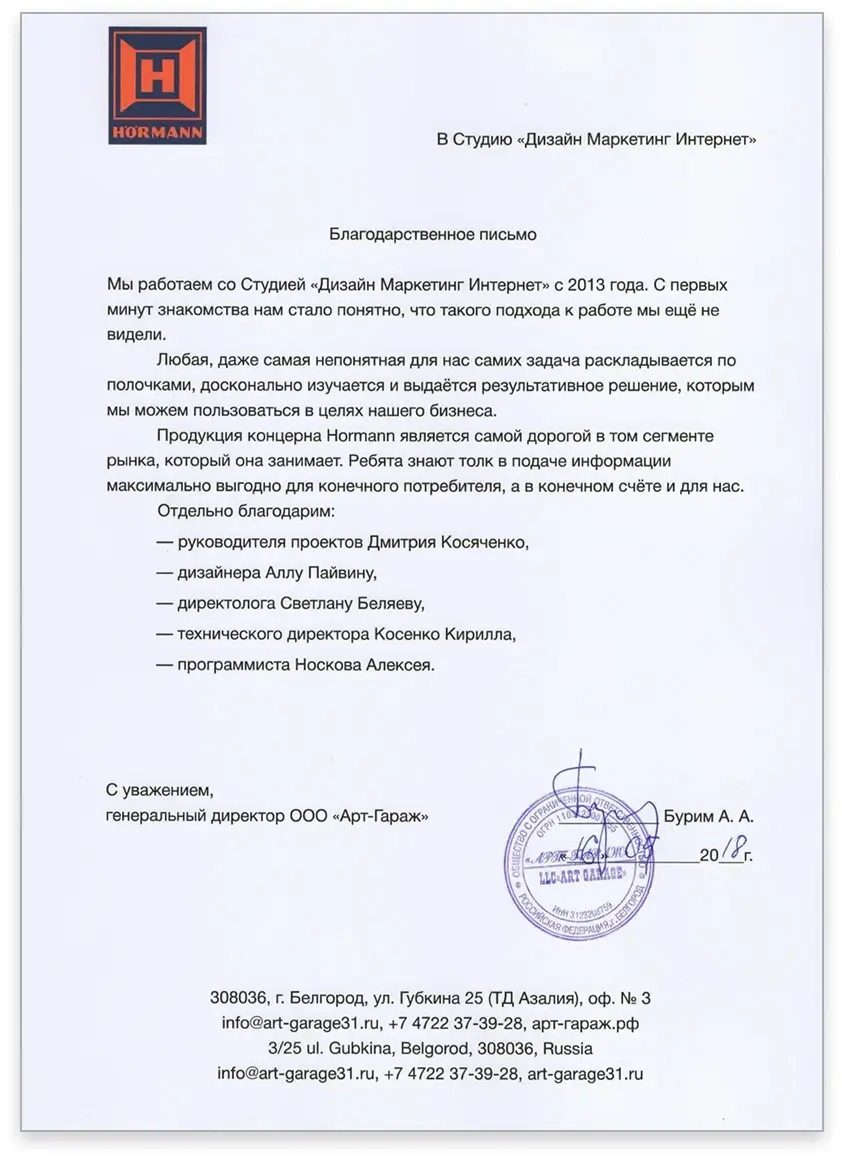 HÖRMANN
В Студию «Дизайн Маркетинг Интернет»
Благодарственное письмо
Мы работаем со Студией «Дизайн Маркетинг Интернет» с 2013 года. С первых
минут знакомства нам стало понятно, что такого подхода к работе мы ещё не
видели.
Любая, даже самая непонятная для нас самих задача раскладывается по
полочками, досконально изучается и выдаётся результативное решение, которым
мы можем пользоваться в целях нашего бизнеса.
Продукция концерна Hormann является самой дорогой в том сегменте
рынка, который она занимает. Ребята знают толк в подаче информации
максимально выгодно для конечного потребителя, а в конечном счёте и для нас.
Отдельно благодарим:
— руководителя проектов Дмитрия Косяченко,
— дизайнера Аллу Пайвину,
— директолога Светлану Беляеву,
— технического директора Косенко Кирилла,
— программиста Носкова Алексея.
С уважением,
генеральный директор ООО «Арт-Гараж»
Бурим А. А.
«16» 05 2018г.
ОБЩЕСТВО С ОГРАНИЧЕННОЙ ОТВЕТСТВЕННОСТЬЮ
ОГРН
«АРТ-ГАРАЖ»
LLC«ART GARAGE»
ИНН
РОССИЙСКАЯ ФЕДЕРАЦИЯ, г. БЕЛГОРОД
308036, г. Белгород, ул. Губкина 25 (ТД Азалия), оф. № 3
info@art-garage31.ru, +7 4722 37-39-28, арт-гараж.рф
3/25 ul. Gubkina, Belgorod, 308036, Russia
info@art-garage31.ru, +7 4722 37-39-28, art-garage31.ru